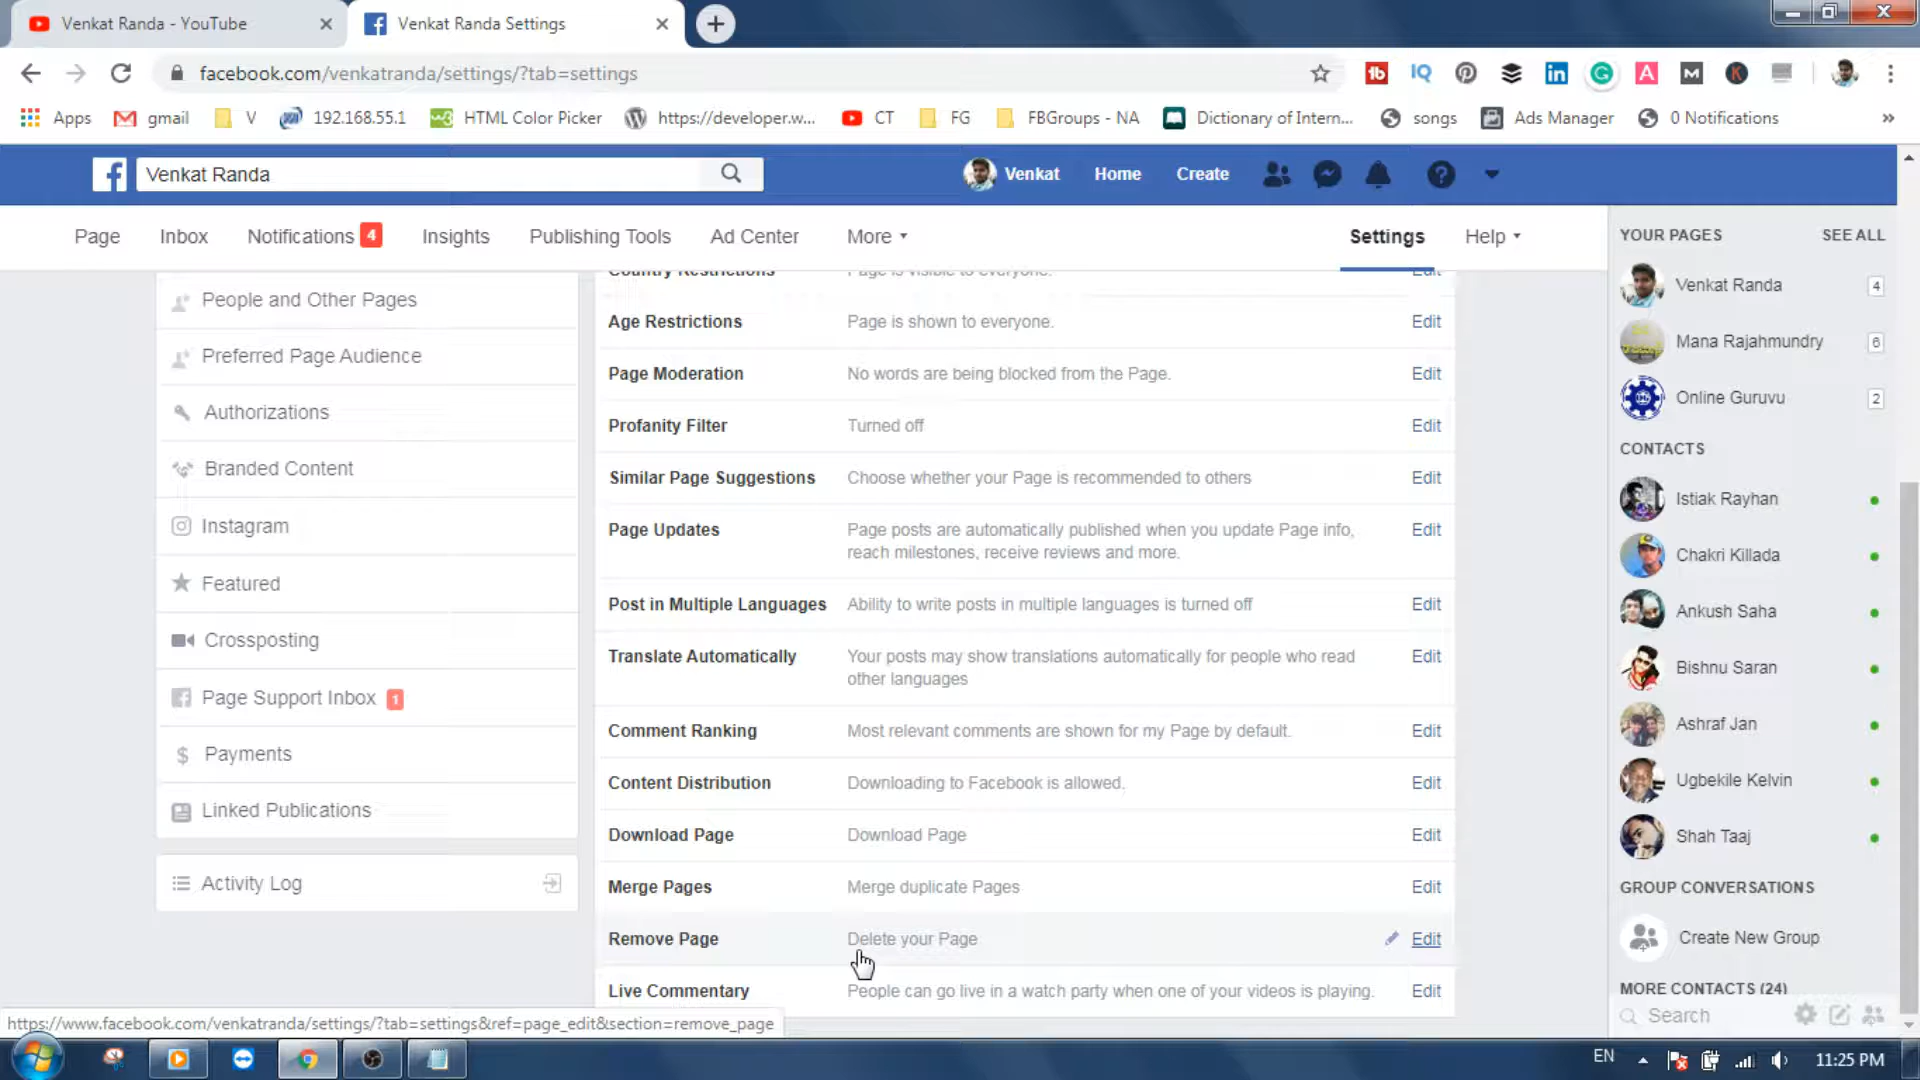 Venkat Randa - YouTube
Venkat Randa Settings
facebook.com/venkatranda/settings/?tab=settings
Apps
gmail
V
192.168.55.1
HTML Color Picker
https://developer.w...
CT
FG
FBGroups - NA
Dictionary of Intern...
songs
Ads Manager
0 Notifications
»
Venkat Randa
Venkat
Home
Create
Page
Inbox
Notifications 4
Insights
Publishing Tools
Ad Center
More
Settings
Help
People and Other Pages
Preferred Page Audience
Authorizations
Branded Content
Instagram
Featured
Crossposting
Page Support Inbox 1
Payments
Linked Publications
Activity Log
Country Restrictions Page is visible to everyone. Edit
Age Restrictions Page is shown to everyone. Edit
Page Moderation No words are being blocked from the Page. Edit
Profanity Filter Turned off Edit
Similar Page Suggestions Choose whether your Page is recommended to others Edit
Page Updates Page posts are automatically published when you update Page info, Edit
reach milestones, receive reviews and more.
Post in Multiple Languages Ability to write posts in multiple languages is turned off Edit
Translate Automatically Your posts may show translations automatically for people who read Edit
other languages
Comment Ranking Most relevant comments are shown for my Page by default. Edit
Content Distribution Downloading to Facebook is allowed. Edit
Download Page Download Page Edit
Merge Pages Merge duplicate Pages Edit
Remove Page Delete your Page Edit
Live Commentary People can go live in a watch party when one of your videos is playing. Edit
YOUR PAGES SEE ALL
Venkat Randa 4
Mana Rajahmundry 6
Online Guruvu 2
CONTACTS
Istiak Rayhan
Chakri Killada
Ankush Saha
Bishnu Saran
Ashraf Jan
Ugbekile Kelvin
Shah Taaj
GROUP CONVERSATIONS
Create New Group
MORE CONTACTS (24)
Search
https://www.facebook.com/venkatranda/settings/?tab=settings&ref=page_edit&section=remove_page
EN
11:25 PM